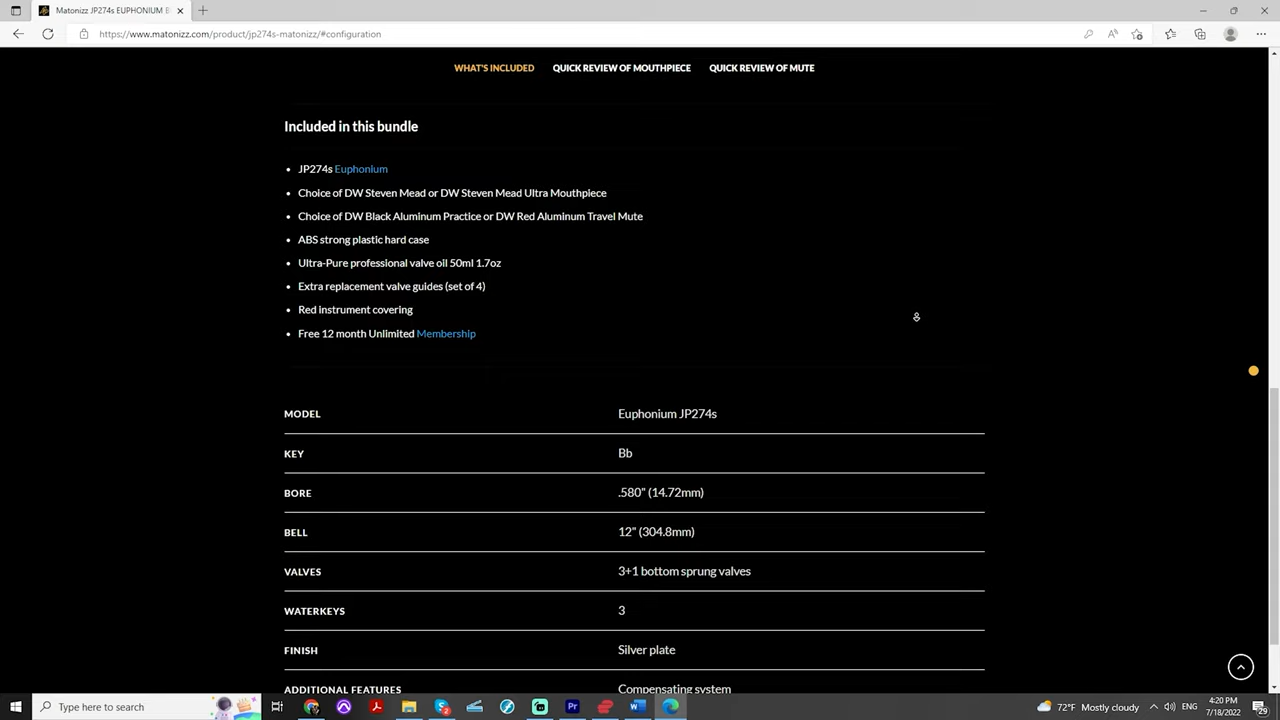 Matonizz JP274s EUPHONIUM B
https://www.matonizz.com/product/jp274s-matonizz/#configuration
WHAT'S INCLUDED QUICK REVIEW OF MOUTHPIECE QUICK REVIEW OF MUTE
Included in this bundle
JP274s Euphonium
Choice of DW Steven Mead or DW Steven Mead Ultra Mouthpiece
Choice of DW Black Aluminum Practice or DW Red Aluminum Travel Mute
ABS strong plastic hard case
Ultra-Pure professional valve oil 50ml 1.7oz
Extra replacement valve guides (set of 4)
Red instrument covering
Free 12 month Unlimited Membership
MODEL Euphonium JP274s
KEY Bb
BORE .580" (14.72mm)
BELL 12" (304.8mm)
VALVES 3+1 bottom sprung valves
WATERKEYS 3
FINISH Silver plate
ADDITIONAL FEATURES Compensating system
Type here to search 72°F Mostly cloudy ENG 4:20 PM
7/18/2022